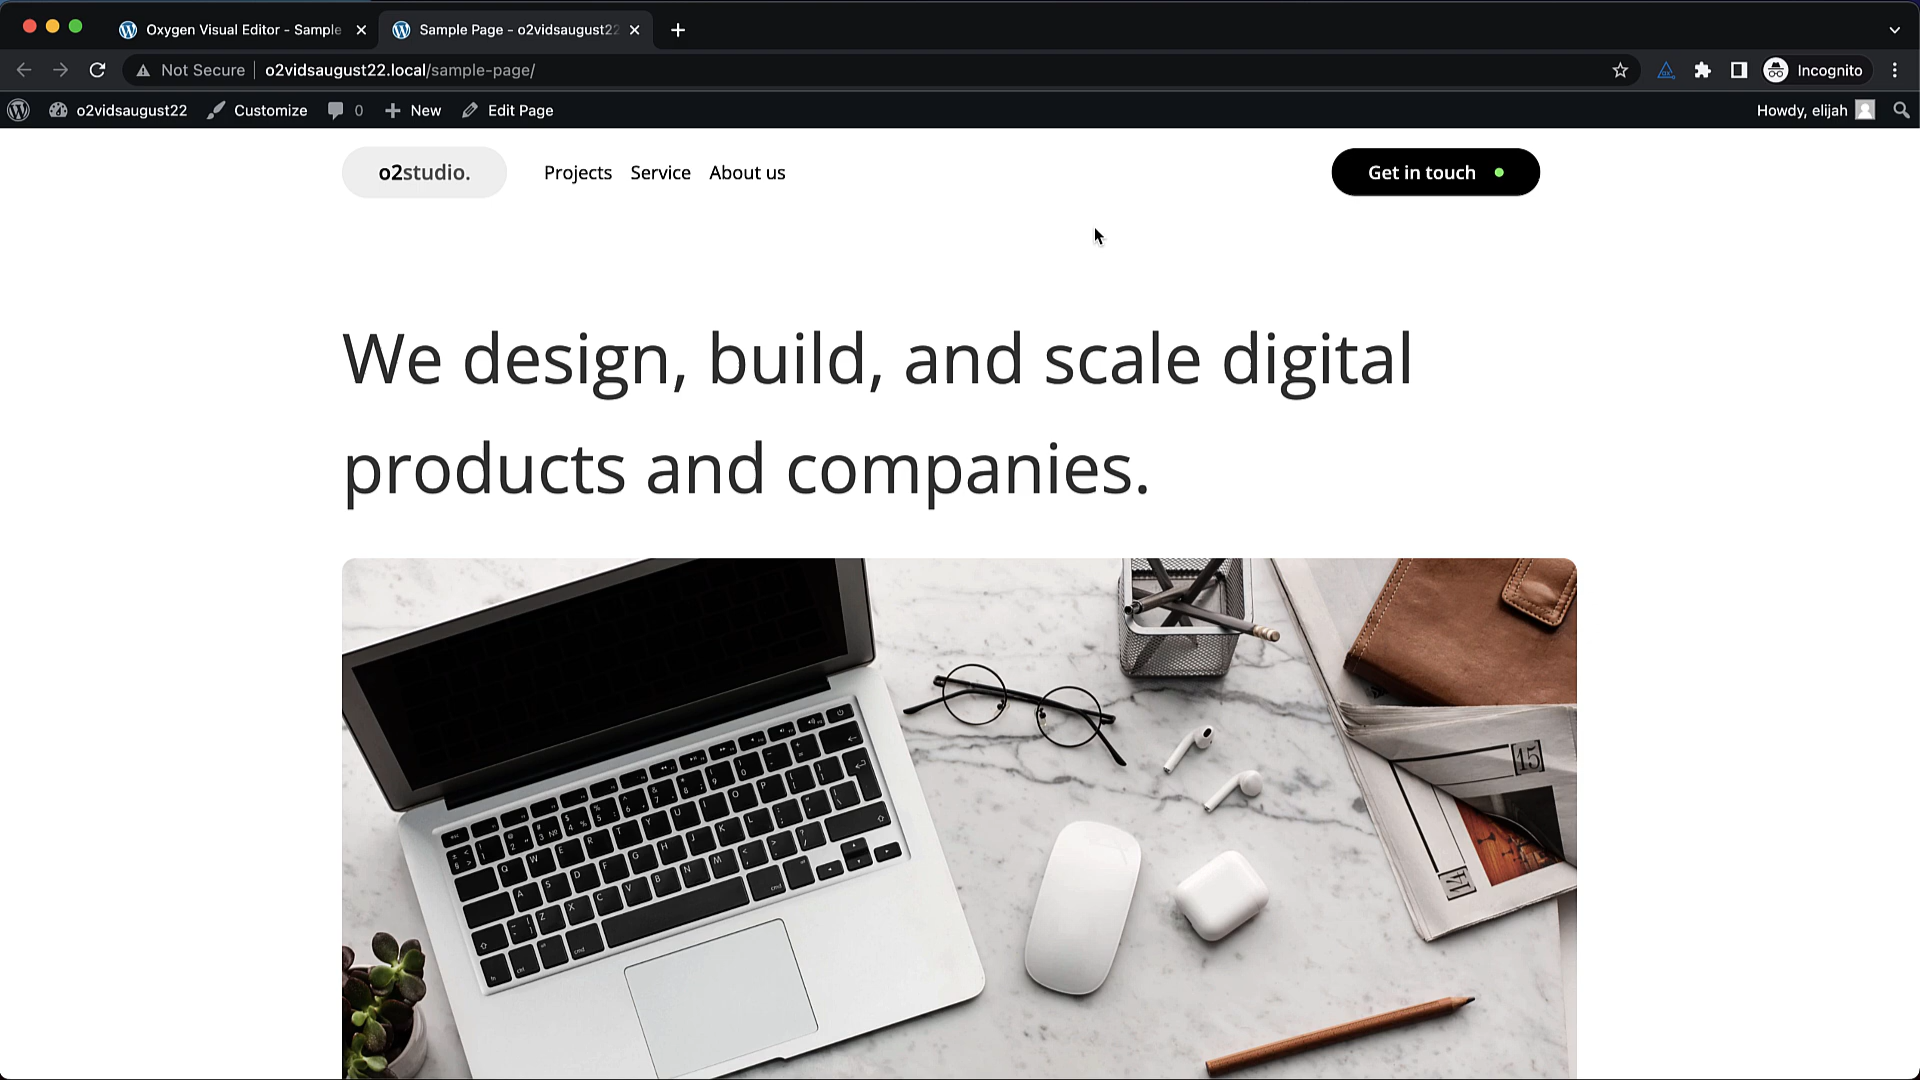 Oxygen Visual Editor - Sample
Sample Page - o2vidsaugust22
Not Secure
o2vidsaugust22.local/sample-page/
Incognito
o2vidsaugust22
Customize
0
New
Edit Page
Howdy, elijah
o2studio.
Projects
Service
About us
Get in touch
We design, build, and scale digital
products and companies.
15